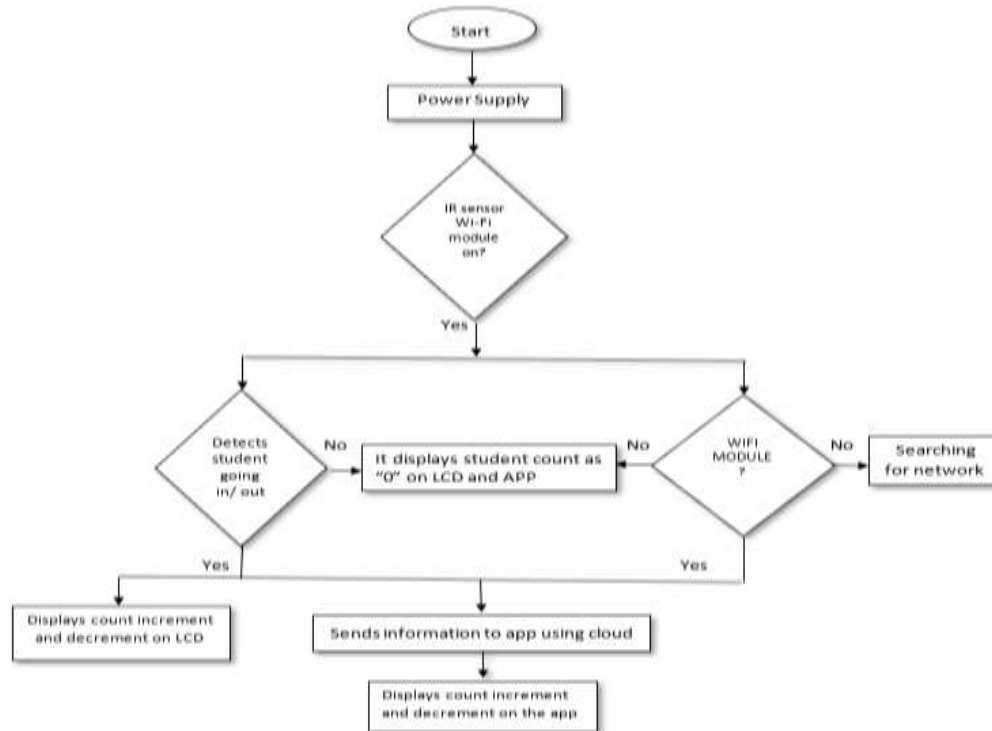 Start
Power Supply
IR sensor
Wi-Fi
module
on?
Yes
Detects
student
going
in/ out
No
It displays student count as
"0" on LCD and APP
No
WIFI
MODULE
?
No
Searching
for network
Yes
Yes
Displays count increment
and decrement on LCD
Sends information to app using cloud
Displays count increment
and decrement on the app